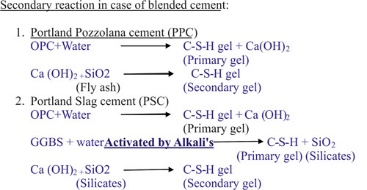 Secondary reaction in case of blended cement:
1. Portland Pozzolana cement (PPC)
OPC+Water → C-S-H gel + Ca(OH)₂
(Primary gel)
Ca (OH)₂ +SiO2 → C-S-H gel
(Fly ash) (Secondary gel)
2. Portland Slag cement (PSC)
OPC+Water → C-S-H gel +Ca (OH)₂
(Primary gel)
GGBS + water Activated by Alkali's → C-S-H + SiO₂
(Primary gel) (Silicates)
Ca (OH)₂ +SiO2 → C-S-H gel
(Silicates) (Secondary gel)